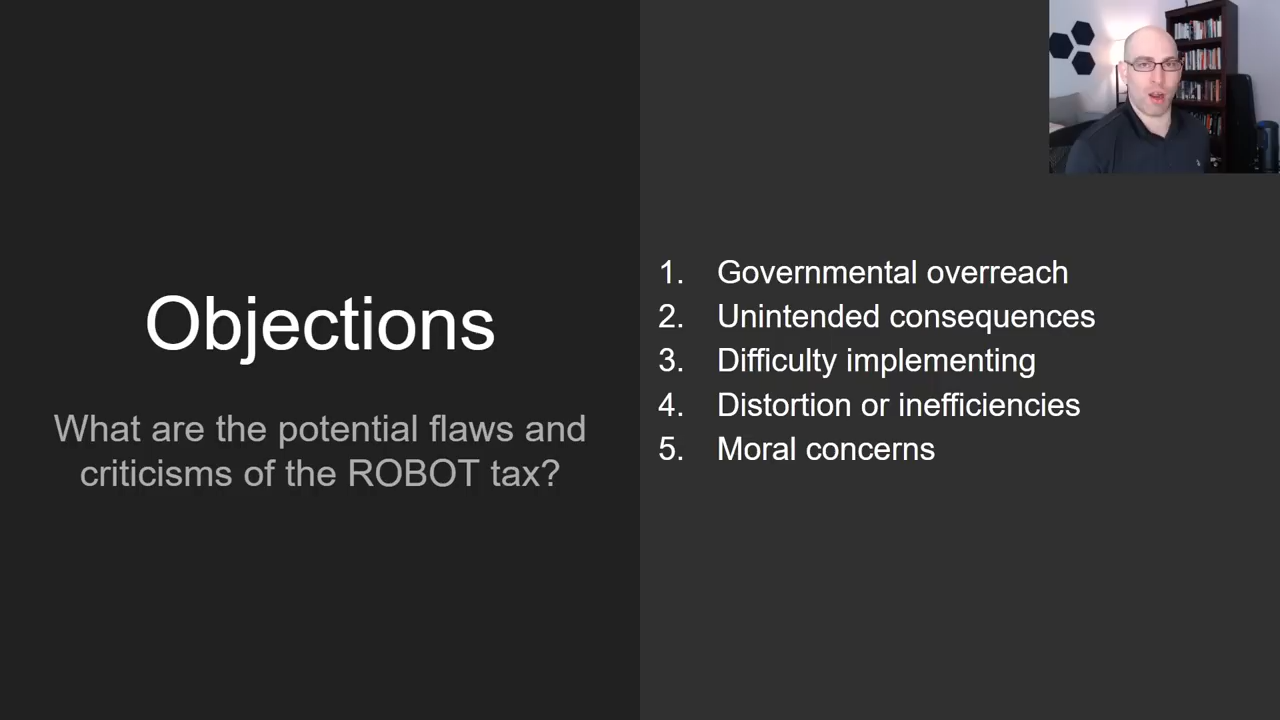 Objections
What are the potential flaws and
criticisms of the ROBOT tax?
1. Governmental overreach
2. Unintended consequences
3. Difficulty implementing
4. Distortion or inefficiencies
5. Moral concerns